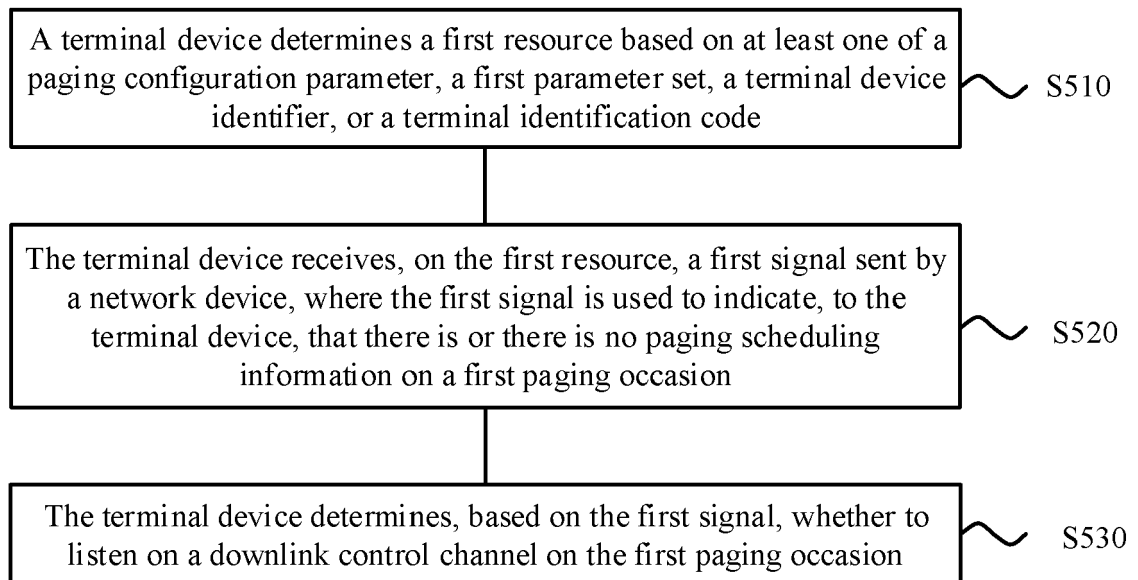 A terminal device determines a first resource based on at least one of a
paging configuration parameter, a first parameter set, a terminal device
identifier, or a terminal identification code
S510
The terminal device receives, on the first resource, a first signal sent by
a network device, where the first signal is used to indicate, to the
terminal device, that there is or there is no paging scheduling
information on a first paging occasion
S520
The terminal device determines, based on the first signal, whether to
listen on a downlink control channel on the first paging occasion
S530